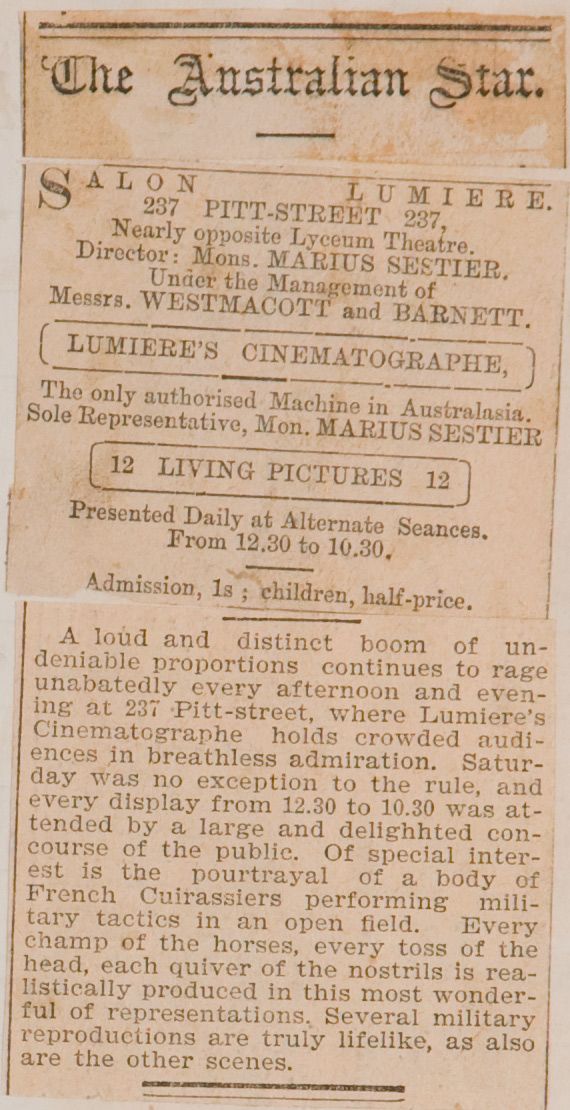 The Australian Star.
SALON LUMIERE.
237 PITT-STREET 237,
Nearly opposite Lyceum Theatre.
Director: Mons. MARIUS SESTIER.
Under the Management of
Messrs. WESTMACOTT and BARNETT.
LUMIERE'S CINEMATOGRAPHE,
The only authorised Machine in Australasia.
Sole Representative, Mon. MARIUS SESTIER
12 LIVING PICTURES 12
Presented Daily at Alternate Seances.
From 12.30 to 10.30.
Admission, 1s ; children, half-price.
A loud and distinct boom of un-
deniable proportions continues to rage
unabatedly every afternoon and even-
ing at 237 Pitt-street, where Lumiere's
Cinematographe holds crowded audi-
ences in breathless admiration. Satur-
day was no exception to the rule, and
every display from 12.30 to 10.30 was at-
tended by a large and delighhted con-
course of the public. Of special inter-
est is the pourtrayal of a body of
French Cuirassiers performing mili-
tary tactics in an open field. Every
champ of the horses, every toss of the
head, each quiver of the nostrils is rea-
listically produced in this most wonder-
ful of representations. Several military
reproductions are truly lifelike, as also
are the other scenes.